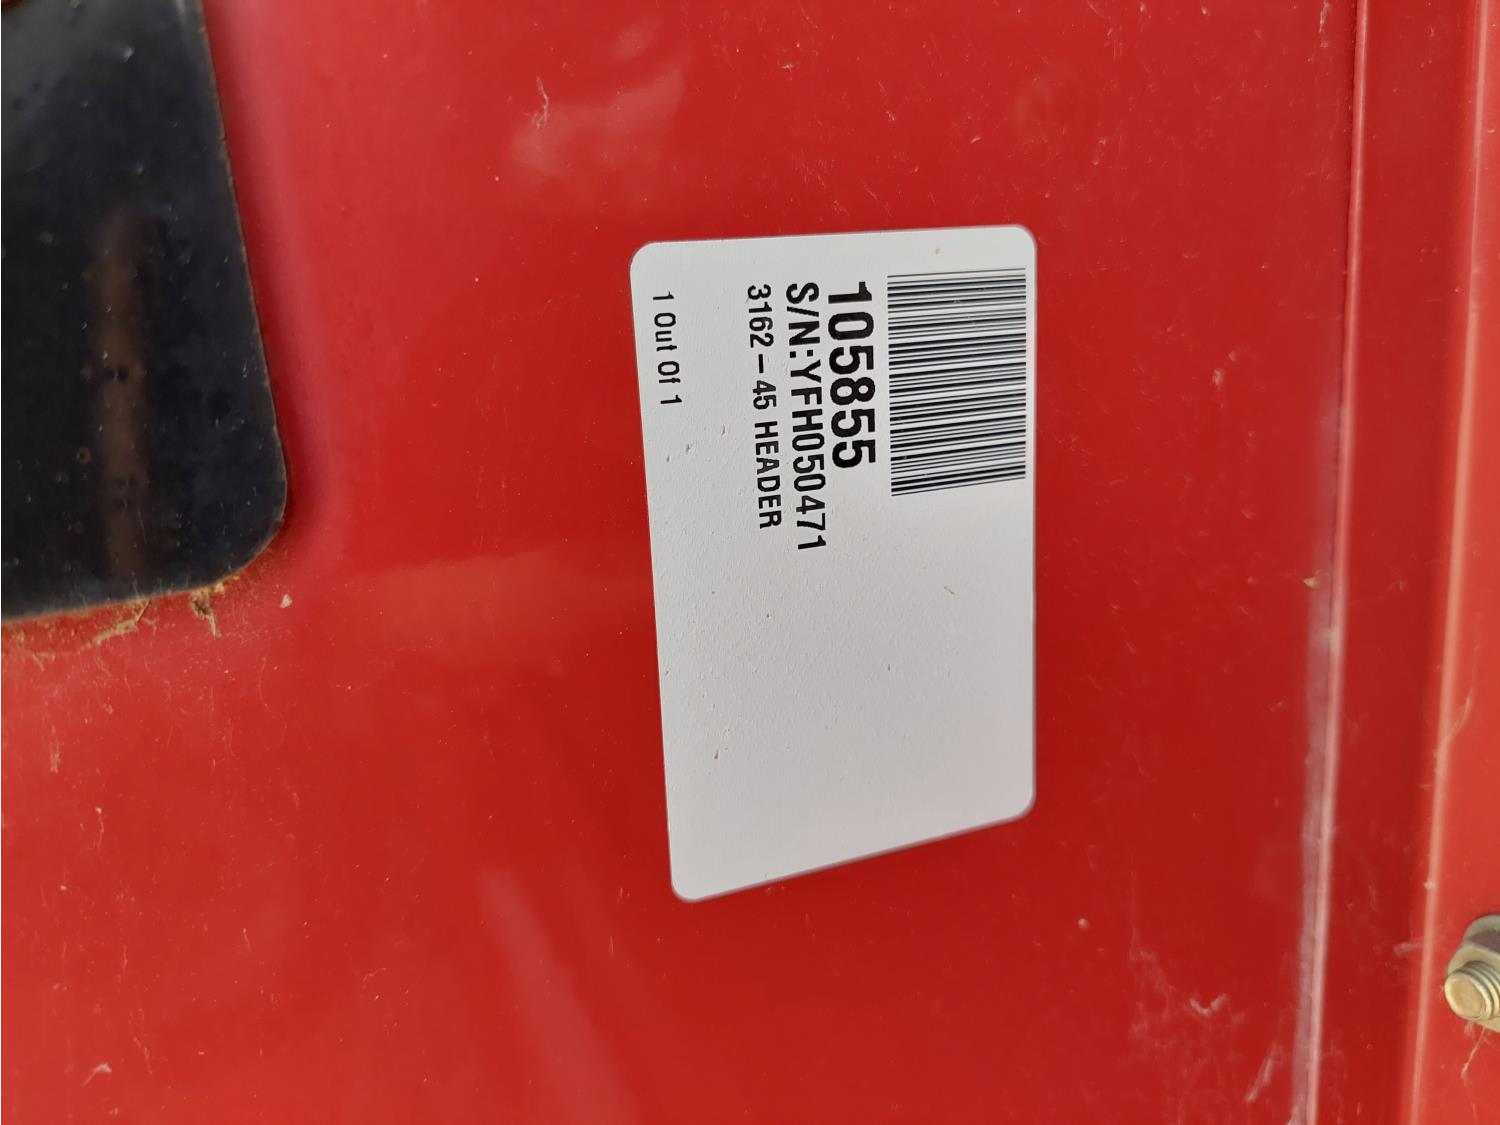 105855
S/N:YFH050471
3162-45 HEADER
1 Out Of 1